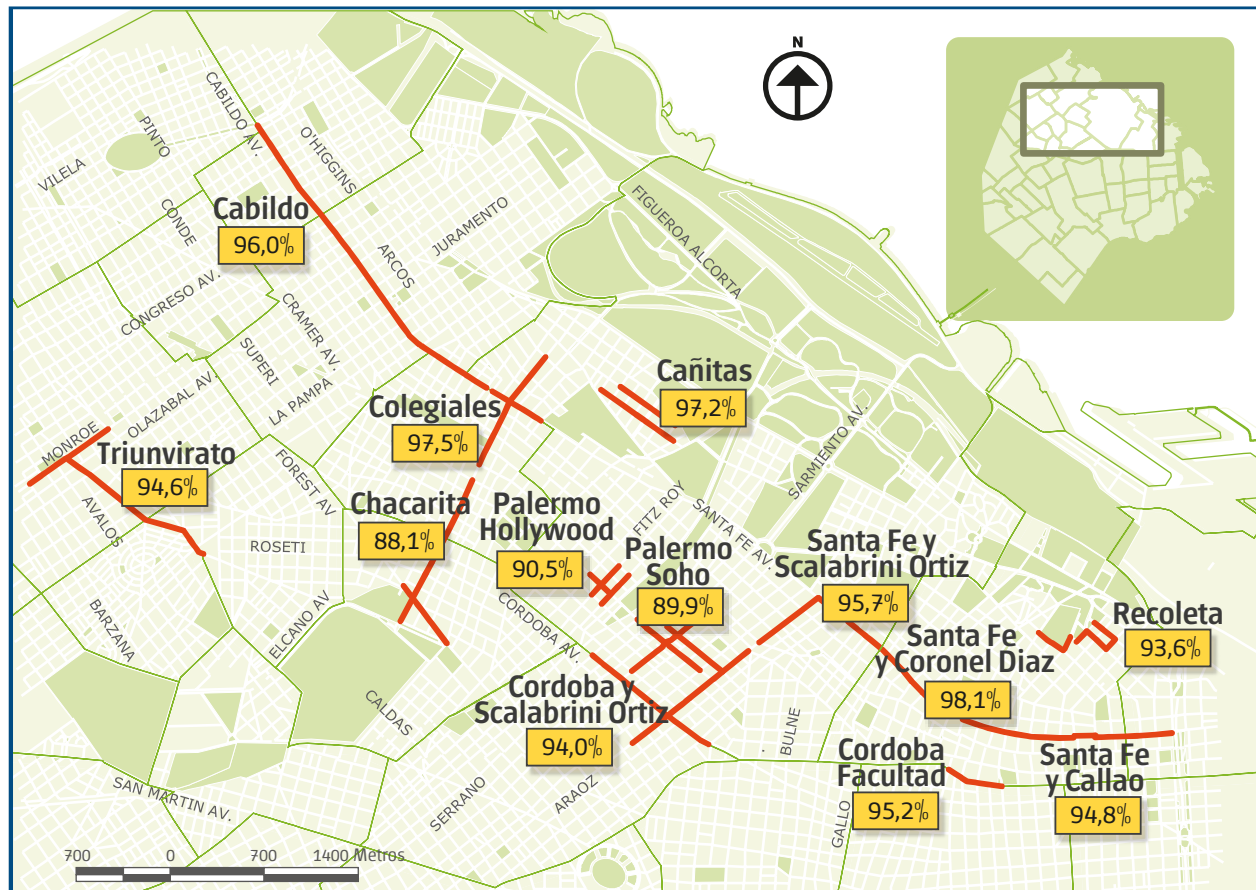 N
CABILDO AV.
PINTO
VILELA
O'HIGGINS
CONDE
Cabildo
96,0%
JURAMENTO
ARCOS
FIGUEROA ALCORTA
CONGRESO AV.
CRAMER AV.
SUPERI
LA PAMPA
OLAZABAL AV.
MONROE
Cañitas
97,2%
Colegiales
97,5%
SARMIENTO AV.
Triunvirato
94,6%
FOREST AV
AVALOS
ROSETI
Chacarita
88,1%
Palermo
Hollywood
90,5%
FITZ ROY
SANTA FE AV.
Palermo
Soho
89,9%
Santa Fe y
Scalabrini Ortiz
95,7%
BARZANA
ELCANO AV
CORDOBA AV.
Recoleta
93,6%
Santa Fe
y Coronel Diaz
98,1%
CALDAS
Cordoba y
Scalabrini Ortiz
94,0%
BULNE
Cordoba
Facultad
95,2%
Santa Fe
y Callao
94,8%
SAN MARTIN AV.
SERRANO
ARAOZ
GALLO
700 0 700 1400 Metros